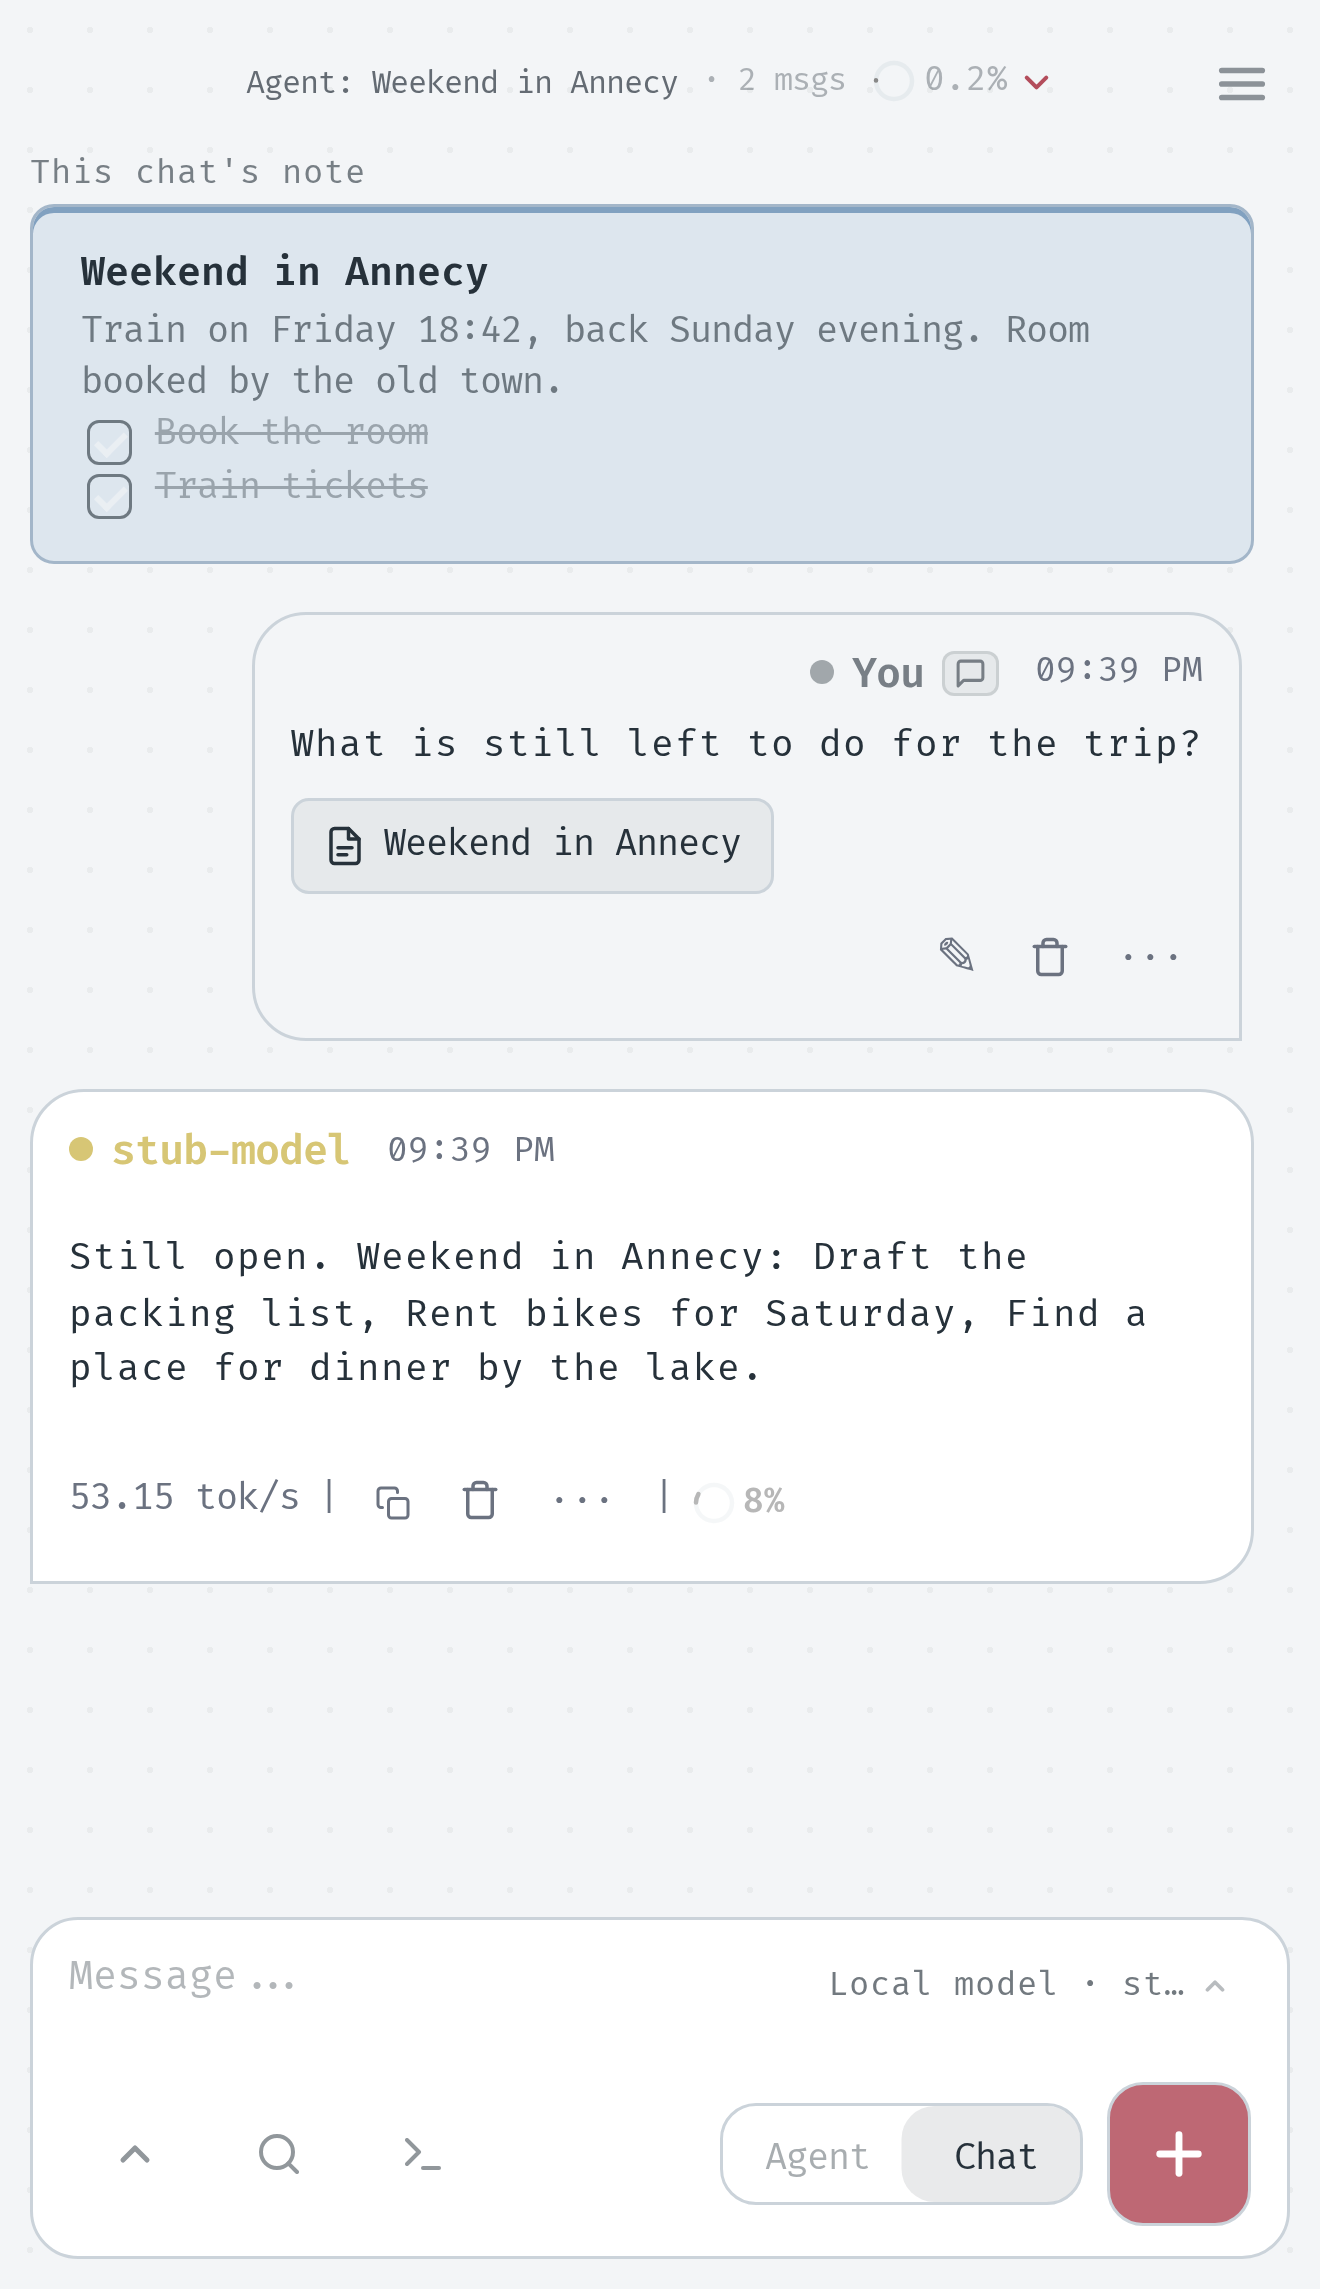 Agent: Weekend in Annecy · 2 msgs · 0.2%
This chat's note
Weekend in Annecy
Train on Friday 18:42, back Sunday evening. Room
booked by the old town.
Book the room
Train tickets
You 09:39 PM
What is still left to do for the trip?
Weekend in Annecy
...
stub-model 09:39 PM
Still open. Weekend in Annecy: Draft the
packing list, Rent bikes for Saturday, Find a
place for dinner by the lake.
53.15 tok/s | ... | 8%
Message...
Local model · st…
Agent Chat